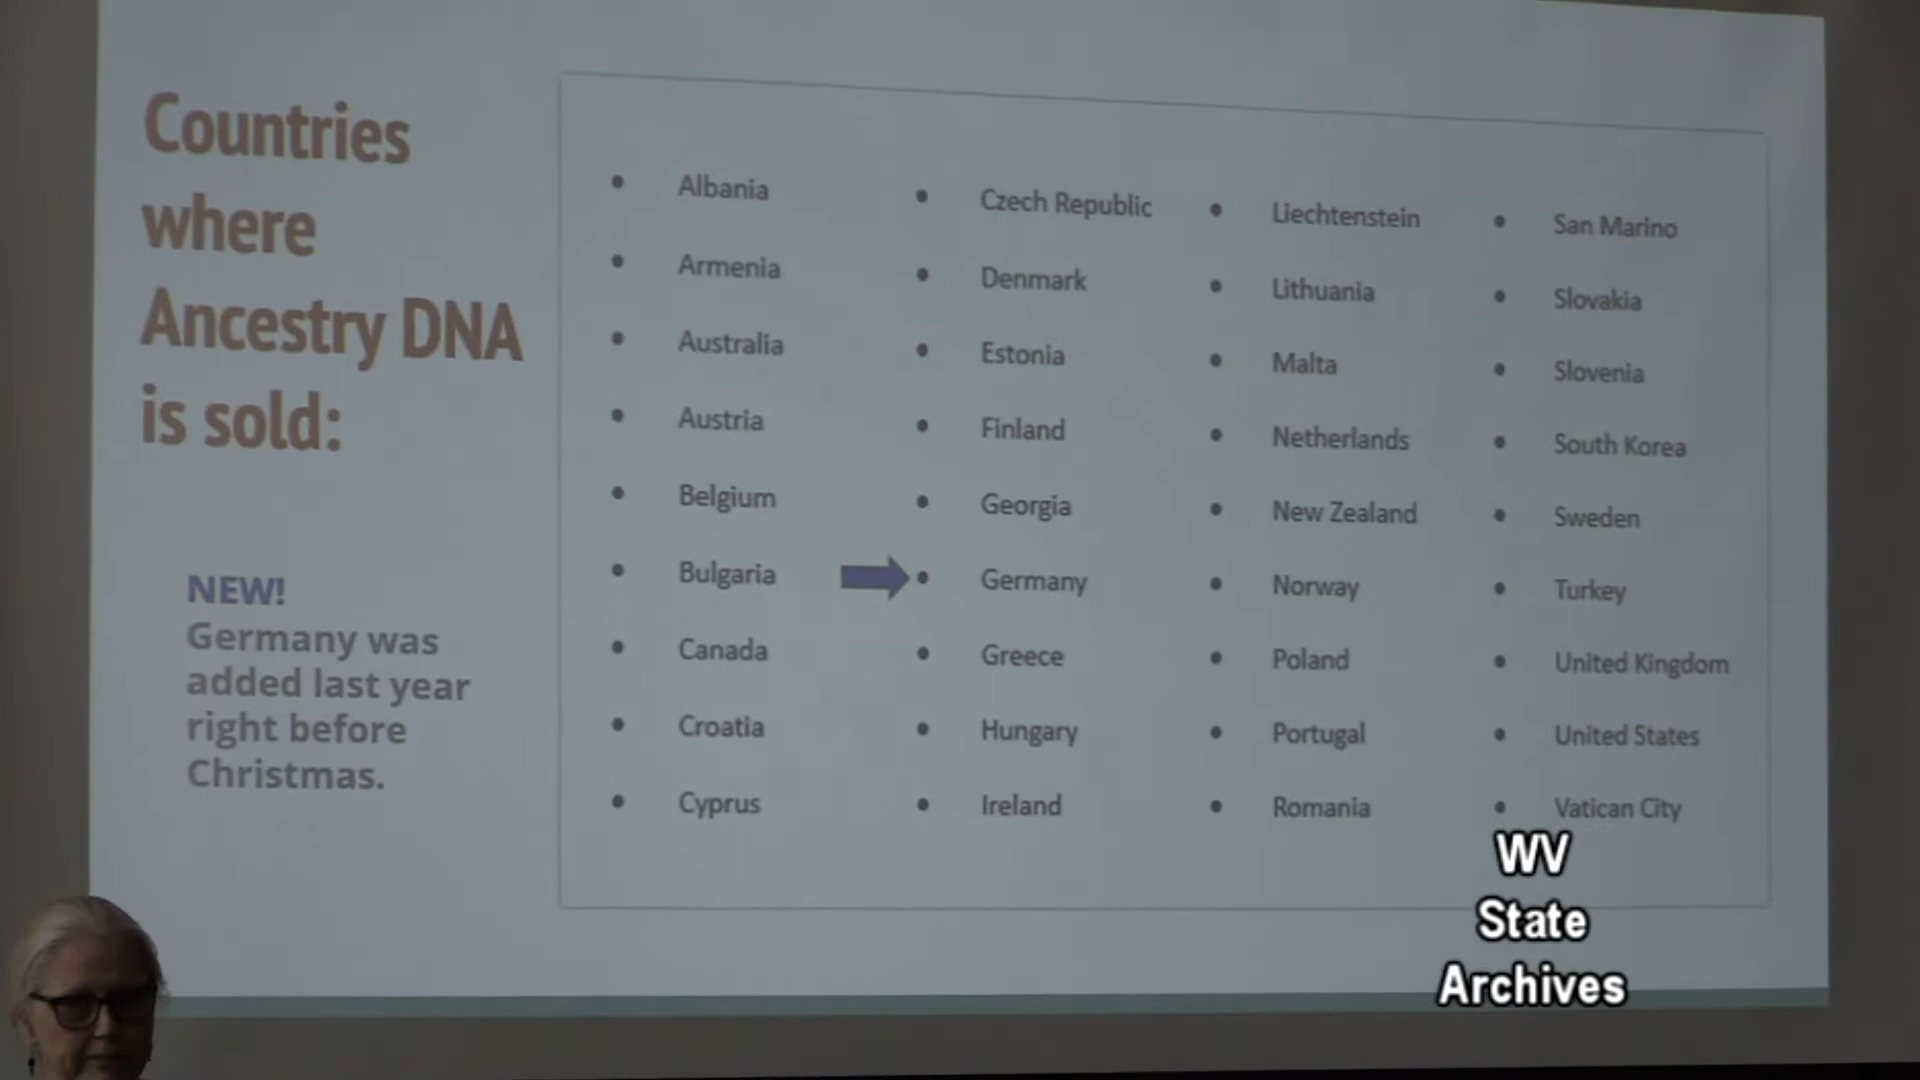 Countries
where
Ancestry DNA
is sold:
NEW!
Germany was
added last year
right before
Christmas.
• Albania
• Armenia
• Australia
• Austria
• Belgium
• Bulgaria
• Canada
• Croatia
• Cyprus
• Czech Republic
• Denmark
• Estonia
• Finland
• Georgia
• Germany
• Greece
• Hungary
• Ireland
• Liechtenstein
• Lithuania
• Malta
• Netherlands
• New Zealand
• Norway
• Poland
• Portugal
• Romania
• San Marino
• Slovakia
• Slovenia
• South Korea
• Sweden
• Turkey
• United Kingdom
• United States
• Vatican City
WV
State
Archives